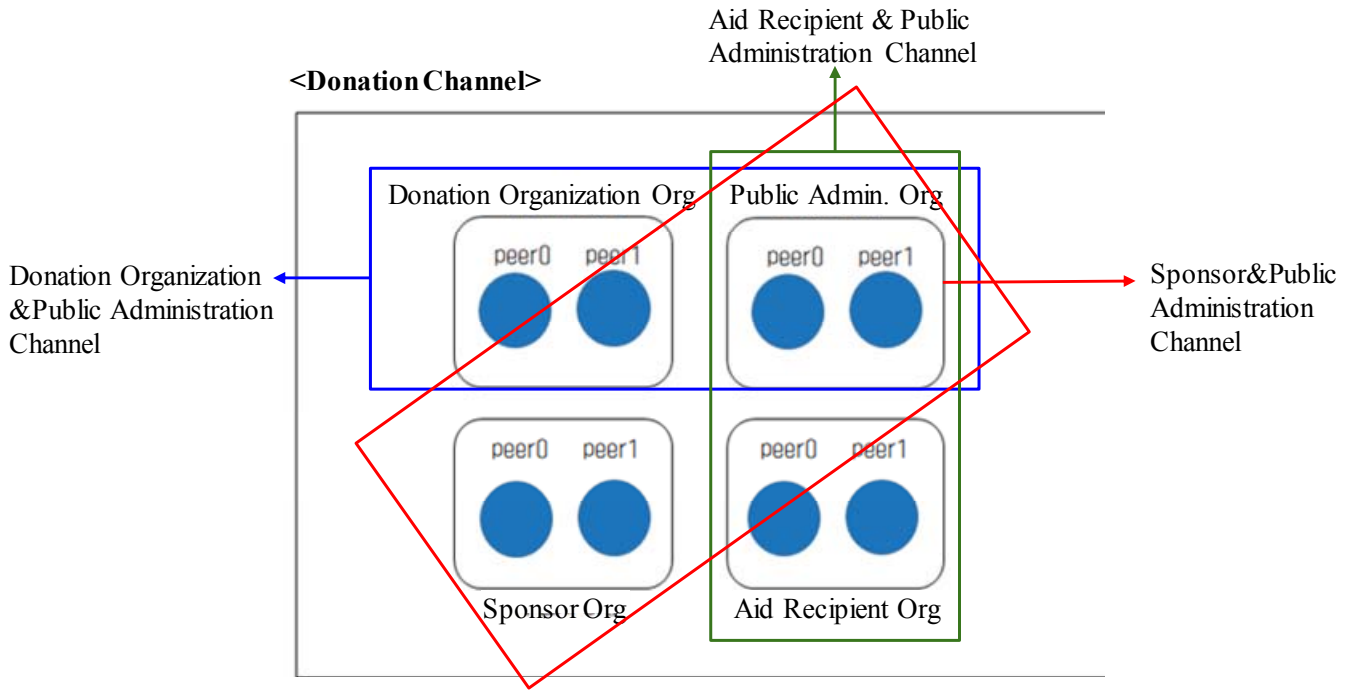 Aid Recipient & Public
Administration Channel
<Donation Channel>
Donation Organization Org
Public Admin. Org
peer0 peer1
peer0 peer1
Donation Organization
&Public Administration
Channel
Sponsor&Public
Administration
Channel
peer0 peer1
peer0 peer1
Sponsor Org
Aid Recipient Org